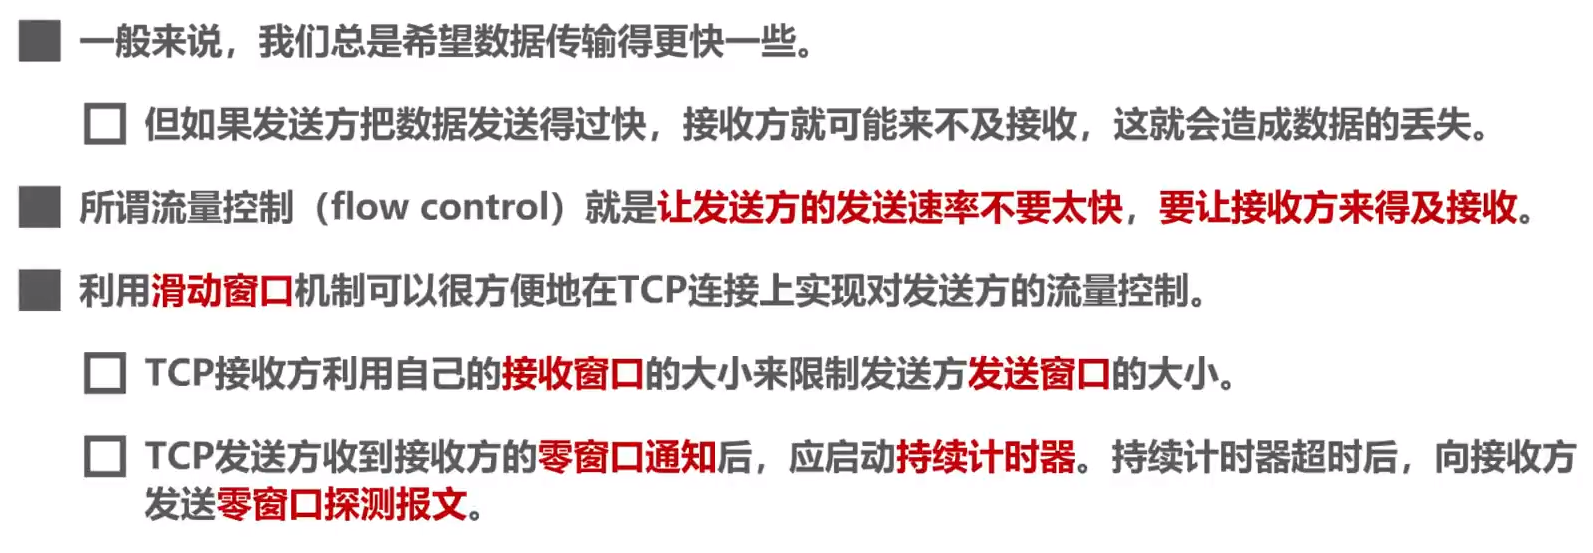 一般来说，我们总是希望数据传输得更快一些。
但如果发送方把数据发送得过快，接收方就可能来不及接收，这就会造成数据的丢失。
所谓流量控制（flow control）就是让发送方的发送速率不要太快，要让接收方来得及接收。
利用滑动窗口机制可以很方便地在TCP连接上实现对发送方的流量控制。
TCP接收方利用自己的接收窗口的大小来限制发送方发送窗口的大小。
TCP发送方收到接收方的零窗口通知后，应启动持续计时器。持续计时器超时后，向接收方
发送零窗口探测报文。